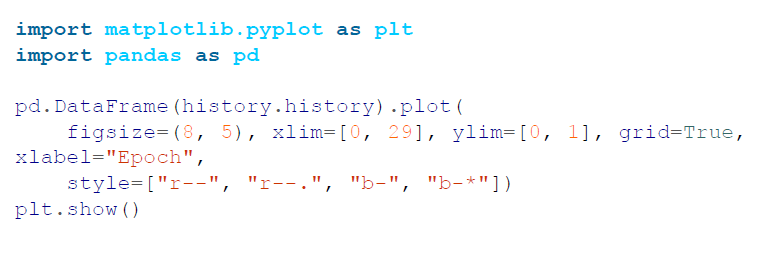 import matplotlib.pyplot as plt
import pandas as pd
pd.DataFrame(history.history).plot(
    figsize=(8, 5), xlim=[0, 29], ylim=[0, 1], grid=True,
xlabel="Epoch",
    style=["r--", "r--.", "b-", "b-*"])
plt.show()